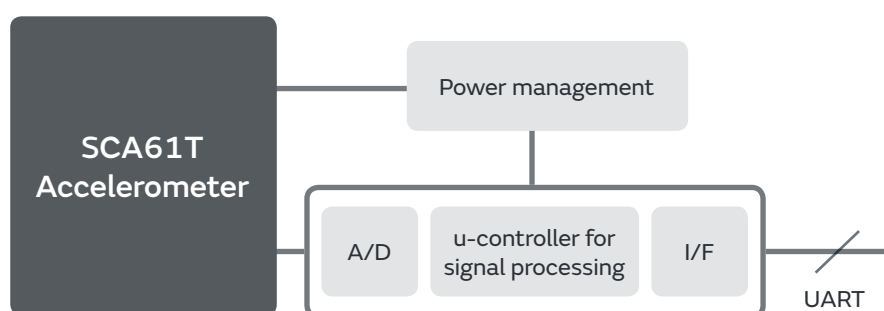 SCA61T
Accelerometer
Power management
A/D
u-controller for
signal processing
I/F
UART